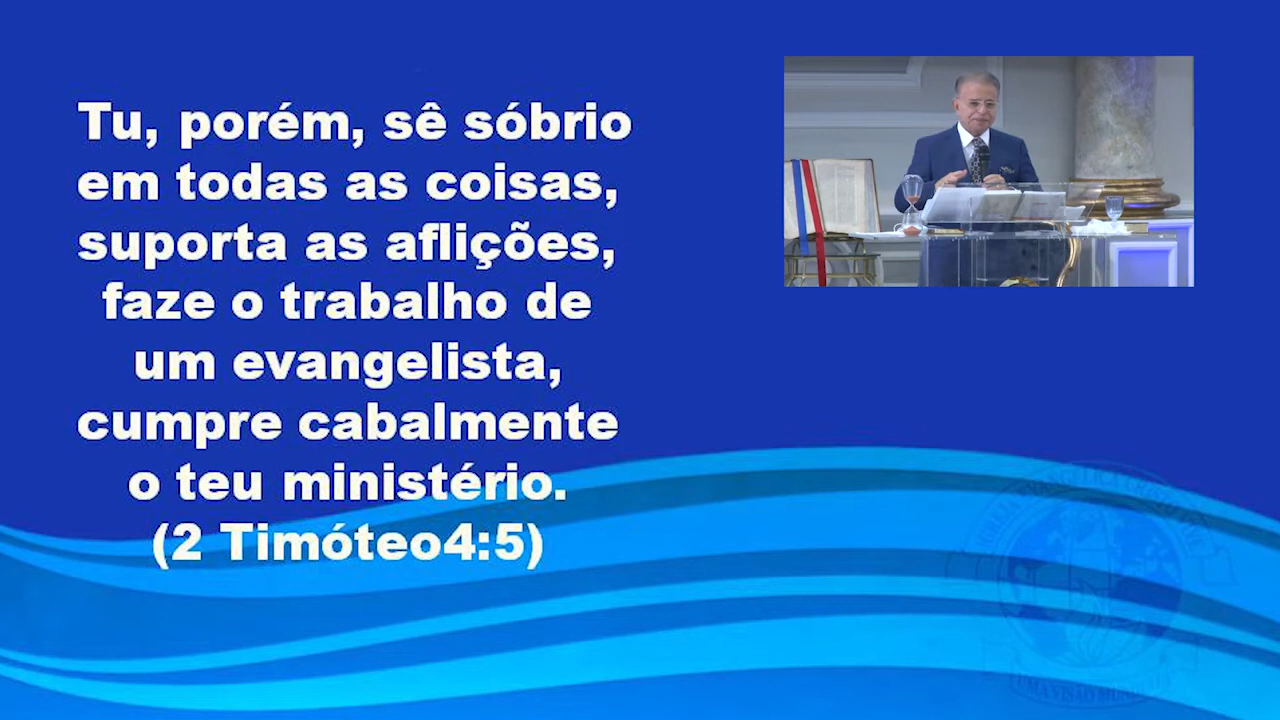 Tu, porém, sê sóbrio
em todas as coisas,
suporta as aflições,
faze o trabalho de
um evangelista,
cumpre cabalmente
o teu ministério.
(2 Timóteo4:5)